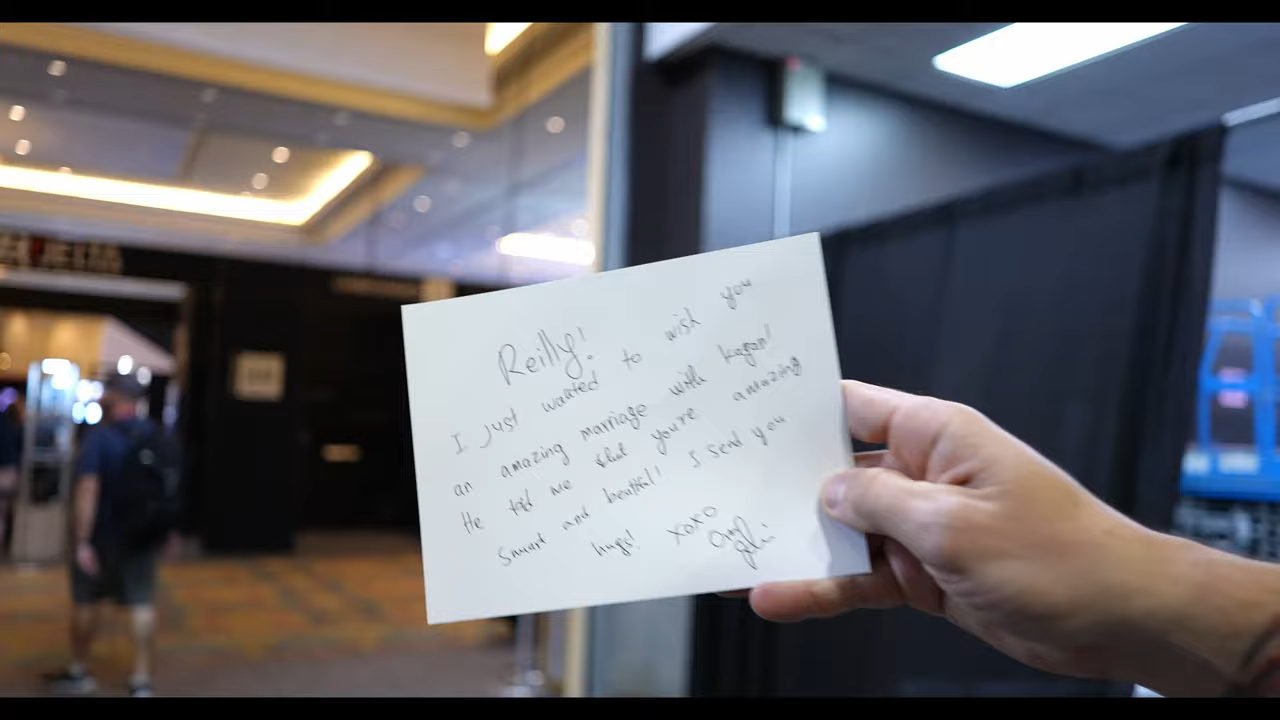 Reilly!
I just wanted to wish you
an amazing marriage with kagan!
He told me that you're amazing
smart and beatful! I send you
hugs! xoxo